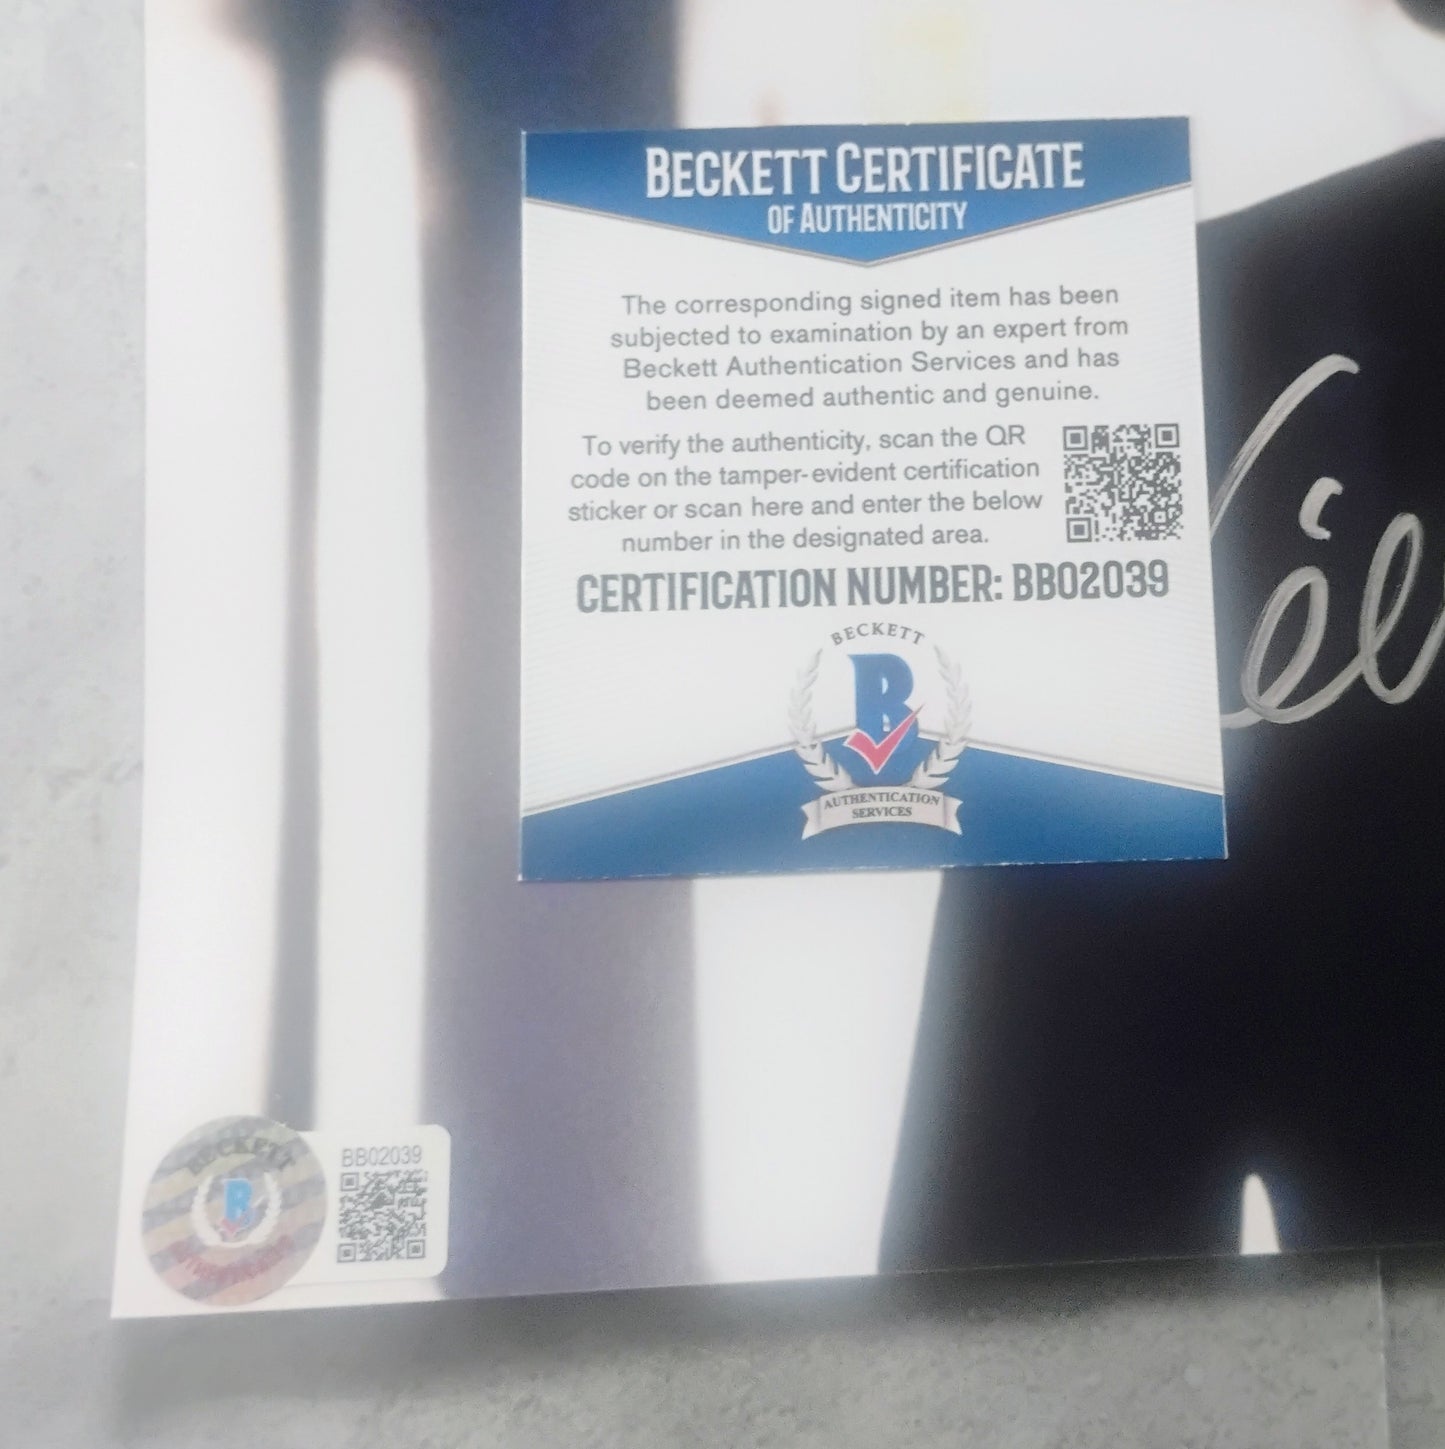 BECKETT CERTIFICATE
OF AUTHENTICITY
The corresponding signed item has been
subjected to examination by an expert from
Beckett Authentication Services and has
been deemed authentic and genuine.
To verify the authenticity, scan the QR
code on the tamper-evident certification
sticker or scan here and enter the below
number in the designated area.
CERTIFICATION NUMBER: BB02039
BECKETT
B
AUTHENTICATION
SERVICES
BECKETT
B
BB02039